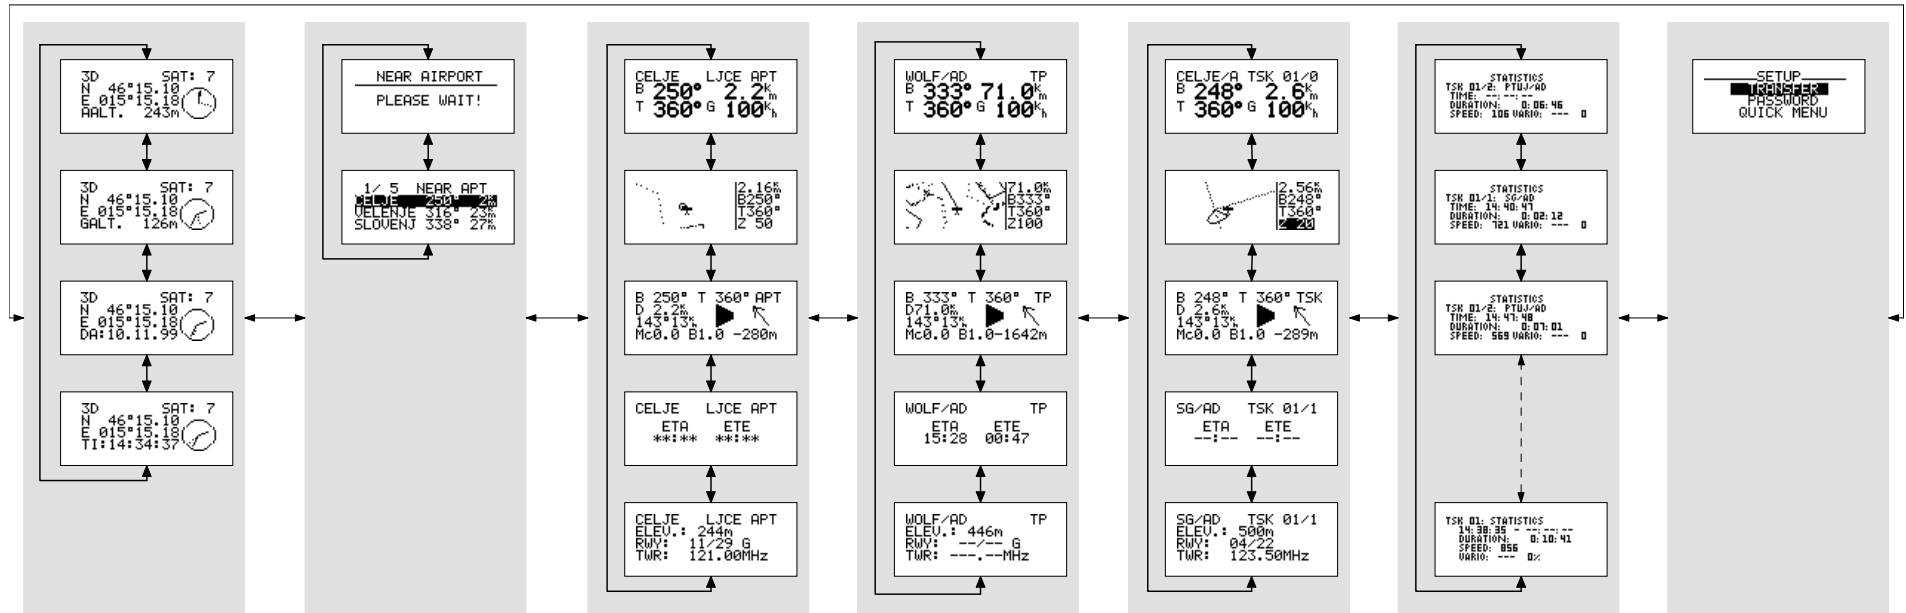 3D SAT: 7
N 46°15.10
E 015°15.18
AALT. 243m
3D SAT: 7
N 46°15.10
E 015°15.18
GALT. 126m
3D SAT: 7
N 46°15.10
E 015°15.18
DA:10.11.99
3D SAT: 7
N 46°15.10
E 015°15.18
TI:14:34:37
NEAR AIRPORT
PLEASE WAIT!
1/ 5 NEAR APT
CELJE 250° 2km
VELENJE 316° 23km
SLOVENJ 338° 27km
CELJE LJCE APT
B 250° 2.2km
T 360° G 100Kh
2.16km
B250°
T360°
Z 50
B 250° T 360° APT
D 2.2km
143°13Kh
Mc0.0 B1.0 -280m
CELJE LJCE APT
ETA ETE
**:** **:**
CELJE LJCE APT
ELEV.: 244m
RWY: 11/29 G
TWR: 121.00MHz
WOLF/AD TP
B 333° 71.0km
T 360° G 100Kh
71.0km
B333°
T360°
Z100
B 333° T 360° TP
D71.0km
143°13Kh
Mc0.0 B1.0-1642m
WOLF/AD TP
ETA ETE
15:28 00:47
WOLF/AD TP
ELEV.: 446m
RWY: --/-- G
TWR: ---.--MHz
CELJE/A TSK 01/0
B 248° 2.6km
T 360° G 100Kh
2.56km
B248°
T360°
Z 20
B 248° T 360° TSK
D 2.6km
143°13Kh
Mc0.0 B1.0 -289m
SG/AD TSK 01/1
ETA ETE
--:-- --:--
SG/AD TSK 01/1
ELEV.: 500m
RWY: 04/22
TWR: 123.50MHz
STATISTICS
TSK 01/2: PTUJ/AD
TIME: --:--:--
DURATION: 0:06:46
SPEED: 106 VARIO: --- 0
STATISTICS
TSK 01/1: SG/AD
TIME: 14:40:47
DURATION: 0:02:12
SPEED: 721 VARIO: --- 0
STATISTICS
TSK 01/2: PTUJ/AD
TIME: 14:47:48
DURATION: 0:07:01
SPEED: 569 VARIO: --- 0
TSK 01: STATISTICS
14:38:35 - --:--:--
DURATION: 0:10:41
SPEED: 856
VARIO: --- 0%
SETUP
TRANSFER
PASSWORD
QUICK MENU